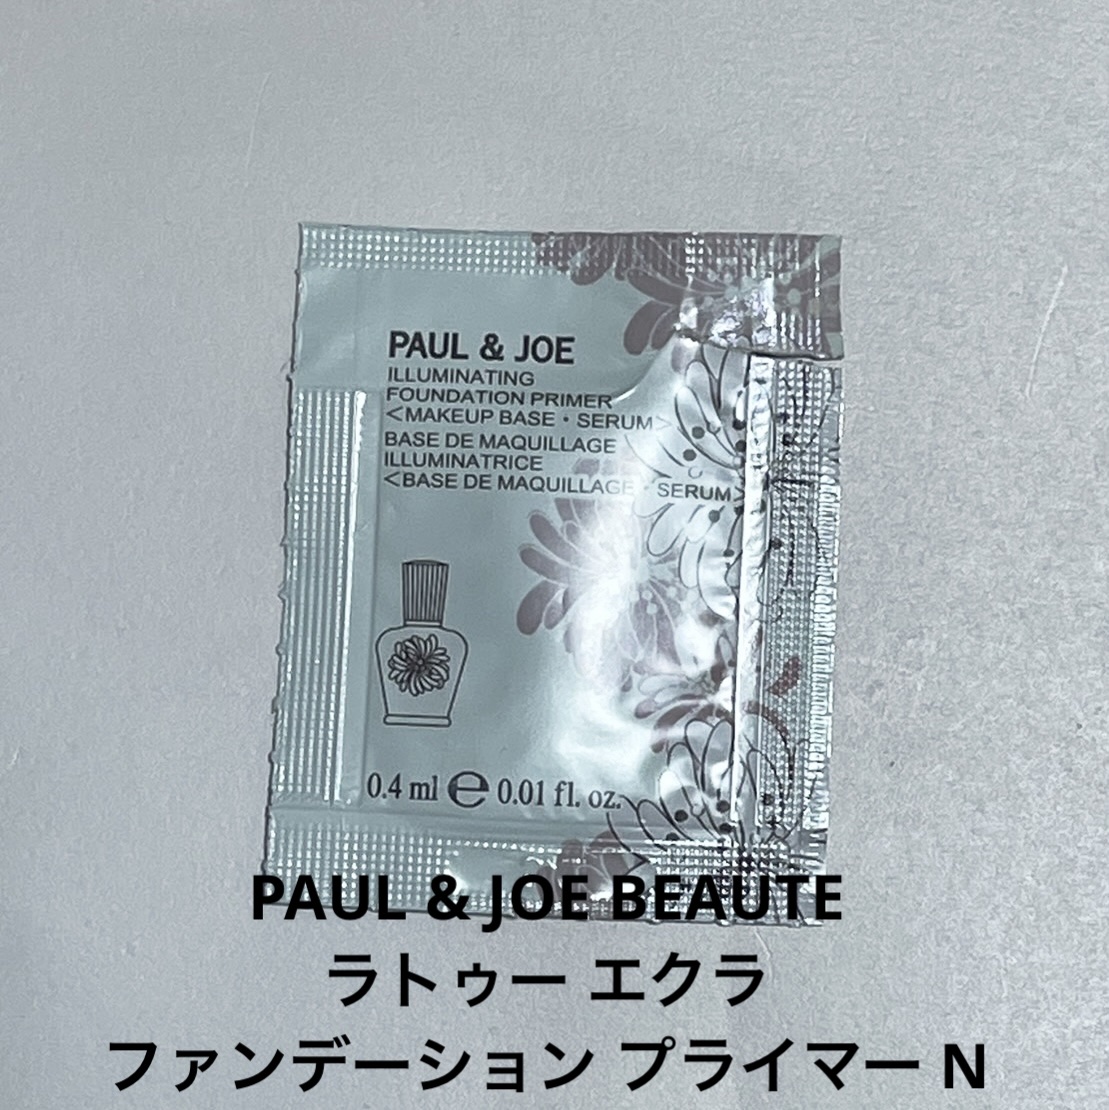 PAUL & JOE
ILLUMINATING
FOUNDATION PRIMER
<MAKEUP BASE・SERUM>
BASE DE MAQUILLAGE
ILLUMINATRICE
<BASE DE MAQUILLAGE・SERUM>
0.4 ml ℮ 0.01 fl. oz.
PAUL & JOE BEAUTE
ラトゥー エクラ
ファンデーション プライマー N